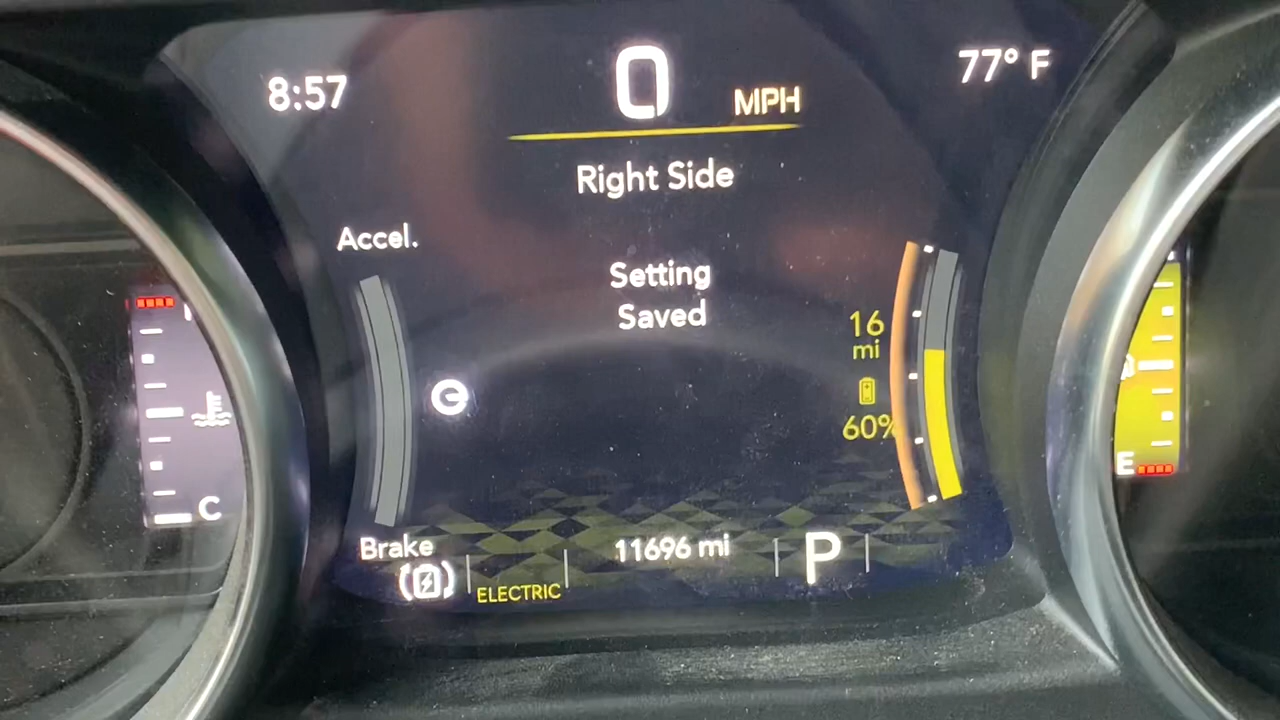 8:57
0 MPH
77° F
Right Side
Accel.
Setting
Saved
16
mi
60%
C
E
Brake
ELECTRIC
11696 mi
P